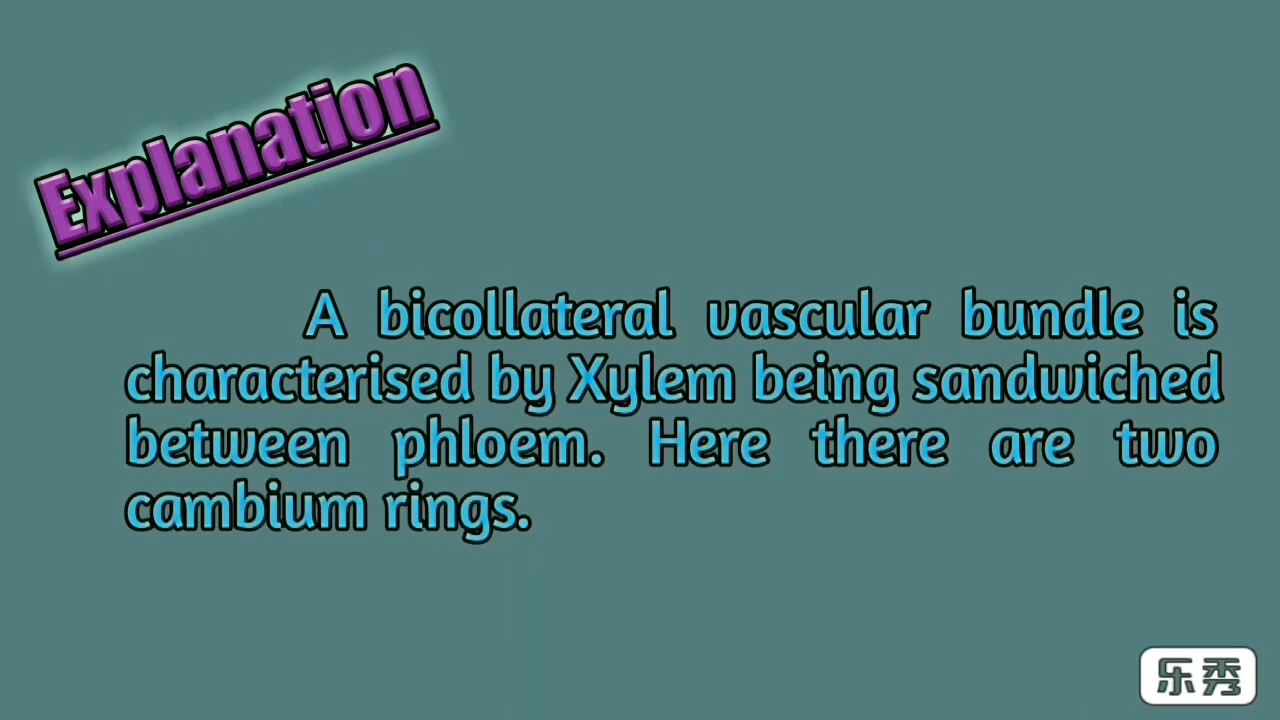 Explanation
A bicollateral vascular bundle is
characterised by Xylem being sandwiched
between phloem. Here there are two
cambium rings.
乐秀